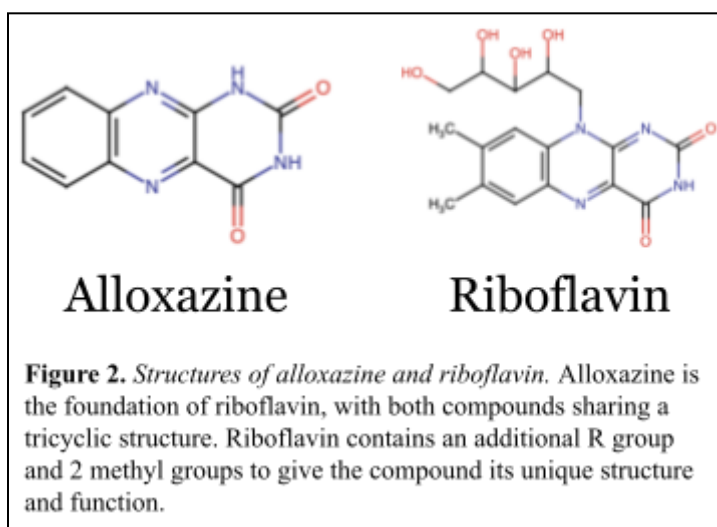 OH OH
OH
HO
H
N N O
NH
N
O
H₃C N N O
H₃C N NH
O
Alloxazine Riboflavin
Figure 2. Structures of alloxazine and riboflavin. Alloxazine is
the foundation of riboflavin, with both compounds sharing a
tricyclic structure. Riboflavin contains an additional R group
and 2 methyl groups to give the compound its unique structure
and function.